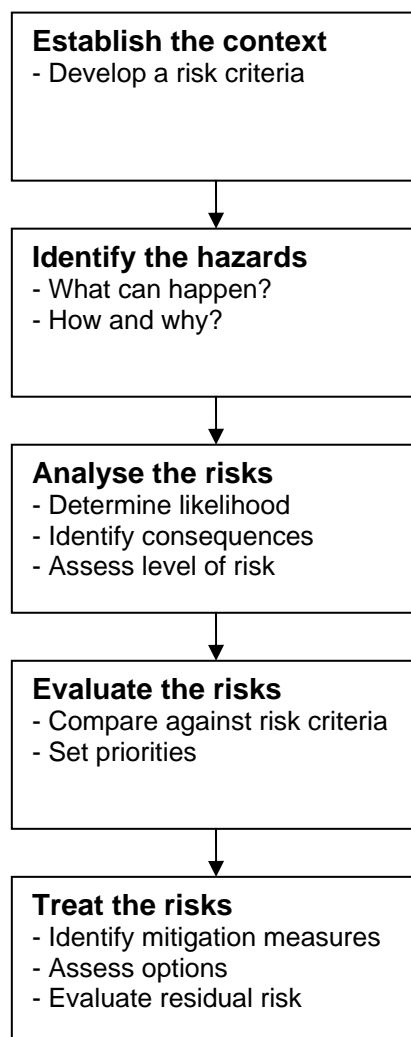 Establish the context
- Develop a risk criteria
Identify the hazards
- What can happen?
- How and why?
Analyse the risks
- Determine likelihood
- Identify consequences
- Assess level of risk
Evaluate the risks
- Compare against risk criteria
- Set priorities
Treat the risks
- Identify mitigation measures
- Assess options
- Evaluate residual risk